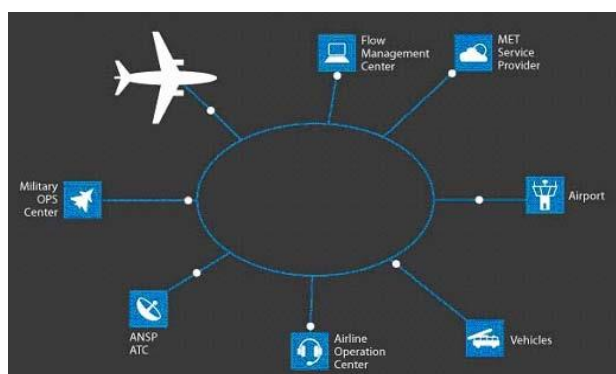 Flow
Management
Center
MET
Service
Provider
Military
OPS
Center
Airport
ANSP
ATC
Airline
Operation
Center
Vehicles